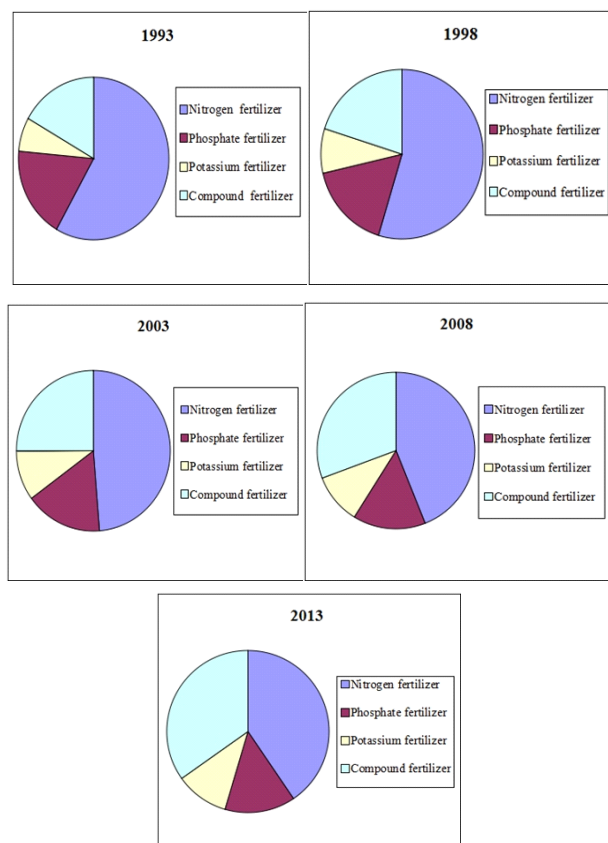 1993
Nitrogen fertilizer
Phosphate fertilizer
Potassium fertilizer
Compound fertilizer
1998
Nitrogen fertilizer
Phosphate fertilizer
Potassium fertilizer
Compound fertilizer
2003
Nitrogen fertilizer
Phosphate fertilizer
Potassium fertilizer
Compound fertilizer
2008
Nitrogen fertilizer
Phosphate fertilizer
Potassium fertilizer
Compound fertilizer
2013
Nitrogen fertilizer
Phosphate fertilizer
Potassium fertilizer
Compound fertilizer